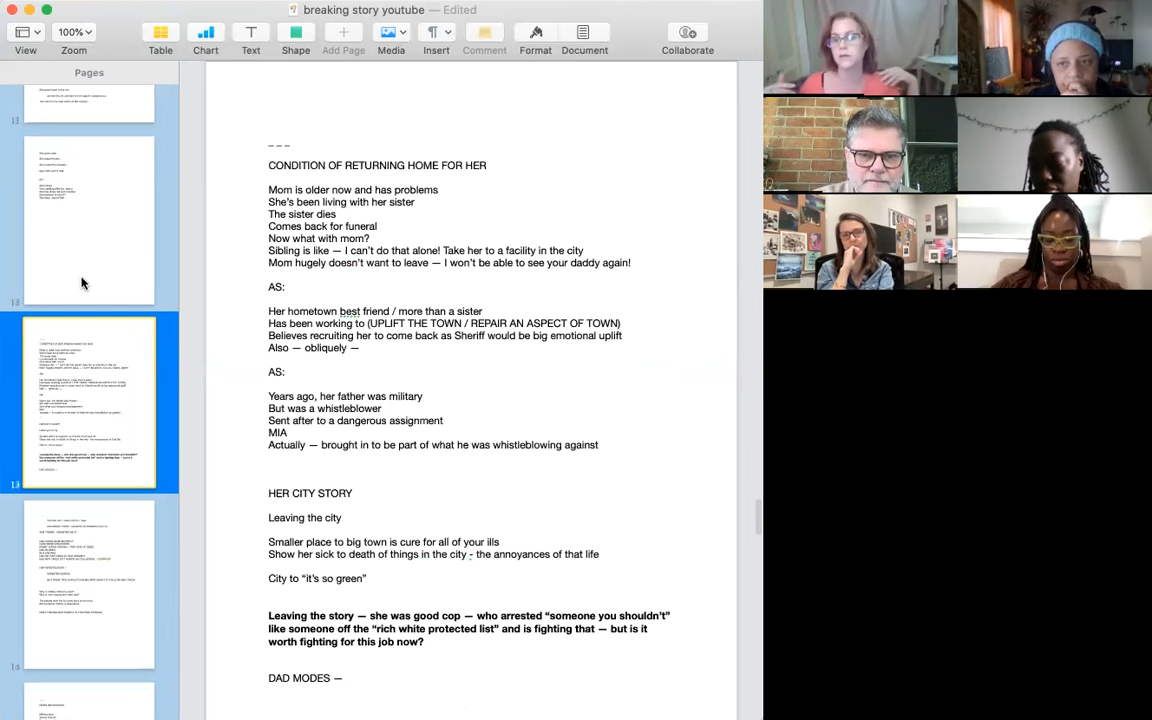 breaking story youtube — Edited
100%
View
Zoom
Table
Chart
Text
Shape
Add Page
Media
Insert
Comment
Format
Document
Collaborate
Pages
– – –
CONDITION OF RETURNING HOME FOR HER
Mom is older now and has problems
She's been living with her sister
The sister dies
Comes back for funeral
Now what with mom?
Sibling is like — I can't do that alone! Take her to a facility in the city
Mom hugely doesn't want to leave — I won't be able to see your daddy again!
AS:
Her hometown best friend / more than a sister
Has been working to (UPLIFT THE TOWN / REPAIR AN ASPECT OF TOWN)
Believes recruiting her to come back as Sheriff would be big emotional uplift
Also — obliquely —
AS:
Years ago, her father was military
But was a whistleblower
Sent after to a dangerous assignment
MIA
Actually — brought in to be part of what he was whistleblowing against
HER CITY STORY
Leaving the city
Smaller place to big town is cure for all of your ills
Show her sick to death of things in the city - the annoyances of that life
City to “it's so green”
Leaving the story — she was good cop — who arrested “someone you shouldn't”
like someone off the “rich white protected list” and is fighting that — but is it
worth fighting for this job now?
DAD MODES —